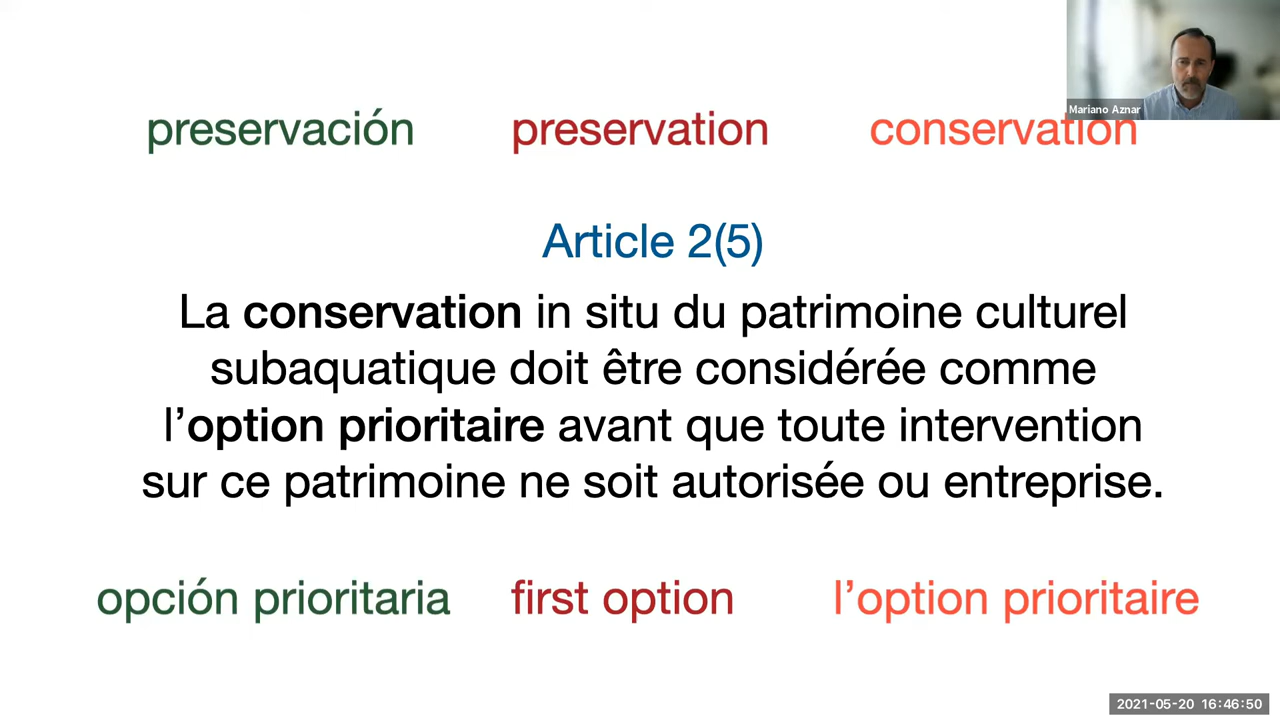 Mariano Aznar
preservación preservation conservation
Article 2(5)
La conservation in situ du patrimoine culturel
subaquatique doit être considérée comme
l’option prioritaire avant que toute intervention
sur ce patrimoine ne soit autorisée ou entreprise.
opción prioritaria first option l’option prioritaire
2021-05-20 16:46:50